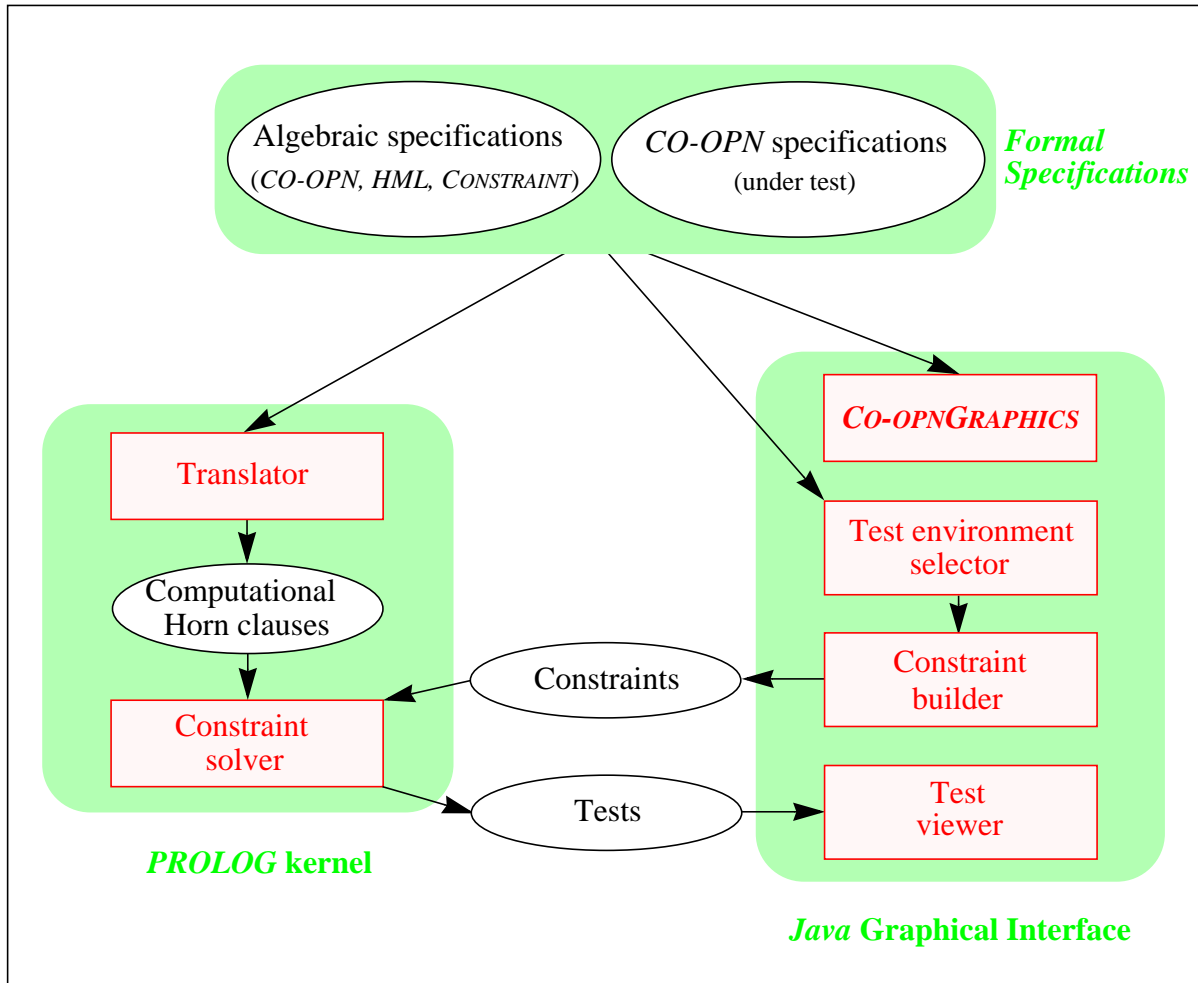 Algebraic specifications
(CO-OPN, HML, CONSTRAINT)
CO-OPN specifications
(under test)
Formal
Specifications
CO-OPNGRAPHICS
Translator
Test environment
selector
Computational
Horn clauses
Constraints
Constraint
builder
Constraint
solver
Tests
Test
viewer
PROLOG kernel
Java Graphical Interface